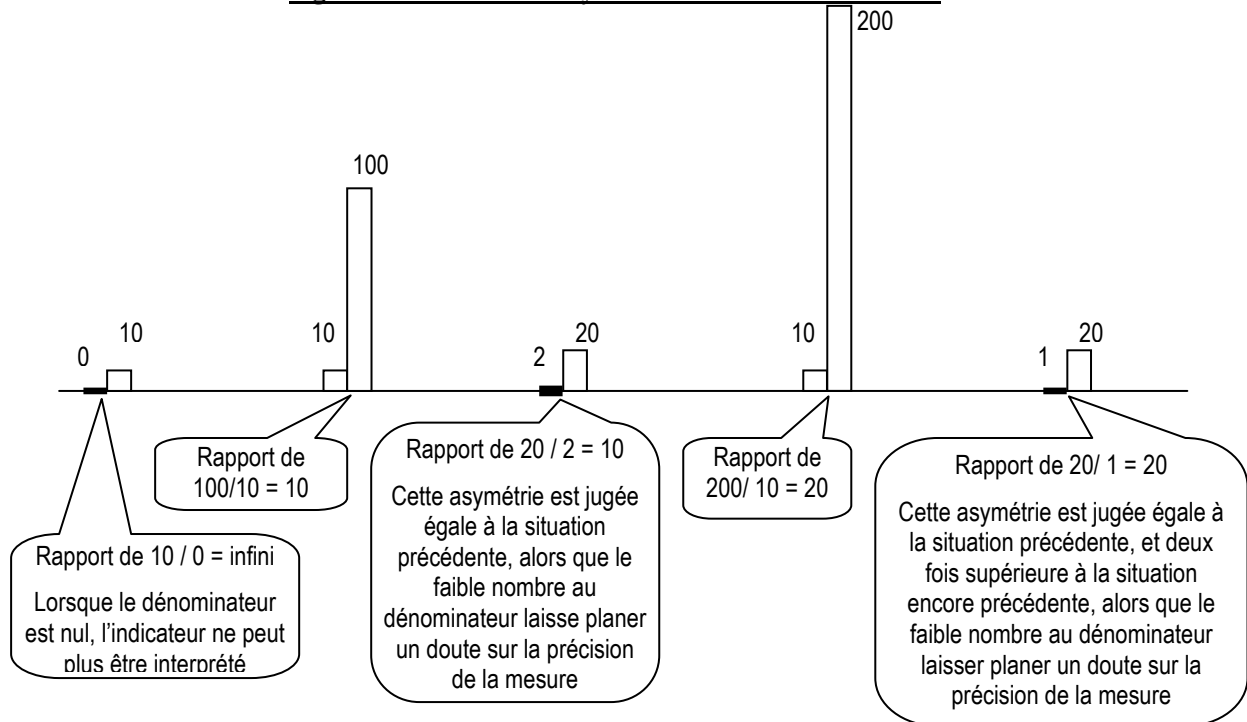 200
100
10
10
20
10
20
0
2
1
Rapport de
100/10 = 10
Rapport de 20 / 2 = 10
Cette asymétrie est jugée
égale à la situation
précédente, alors que le
faible nombre au
dénominateur laisse planer
un doute sur la précision
de la mesure
Rapport de
200/ 10 = 20
Rapport de 20/ 1 = 20
Cette asymétrie est jugée égale à
la situation précédente, et deux
fois supérieure à la situation
encore précédente, alors que le
faible nombre au dénominateur
laisser planer un doute sur la
précision de la mesure
Rapport de 10 / 0 = infini
Lorsque le dénominateur
est nul, l’indicateur ne peut
plus être interprété